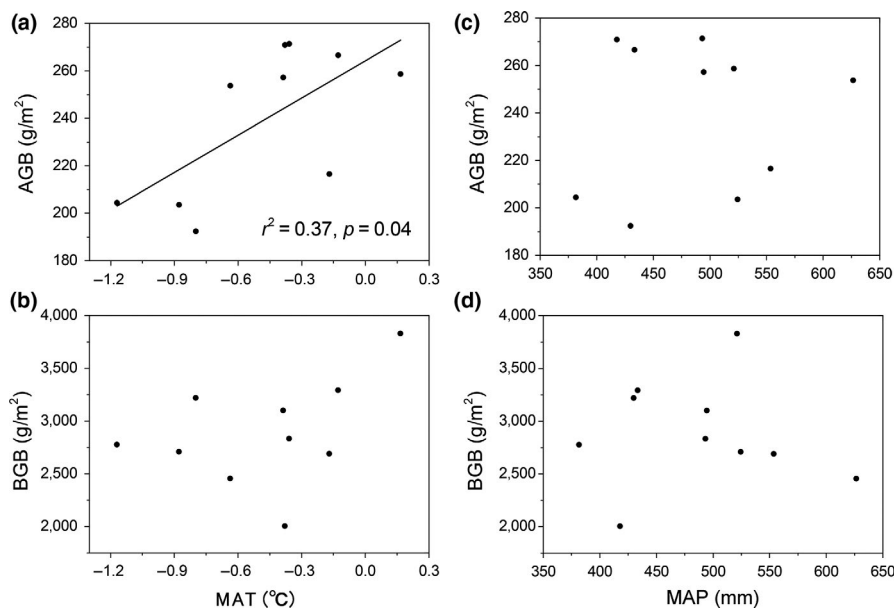 (a)
280
260
240
220
200
180
AGB (g/m²)
r² = 0.37, p = 0.04
−1.2 −0.9 −0.6 −0.3 0.0 0.3
(c)
280
260
240
220
200
180
AGB (g/m²)
350 400 450 500 550 600 650
(b)
4,000
3,500
3,000
2,500
2,000
BGB (g/m²)
−1.2 −0.9 −0.6 −0.3 0.0 0.3
MAT (°C)
(d)
4,000
3,500
3,000
2,500
2,000
BGB (g/m²)
350 400 450 500 550 600 650
MAP (mm)